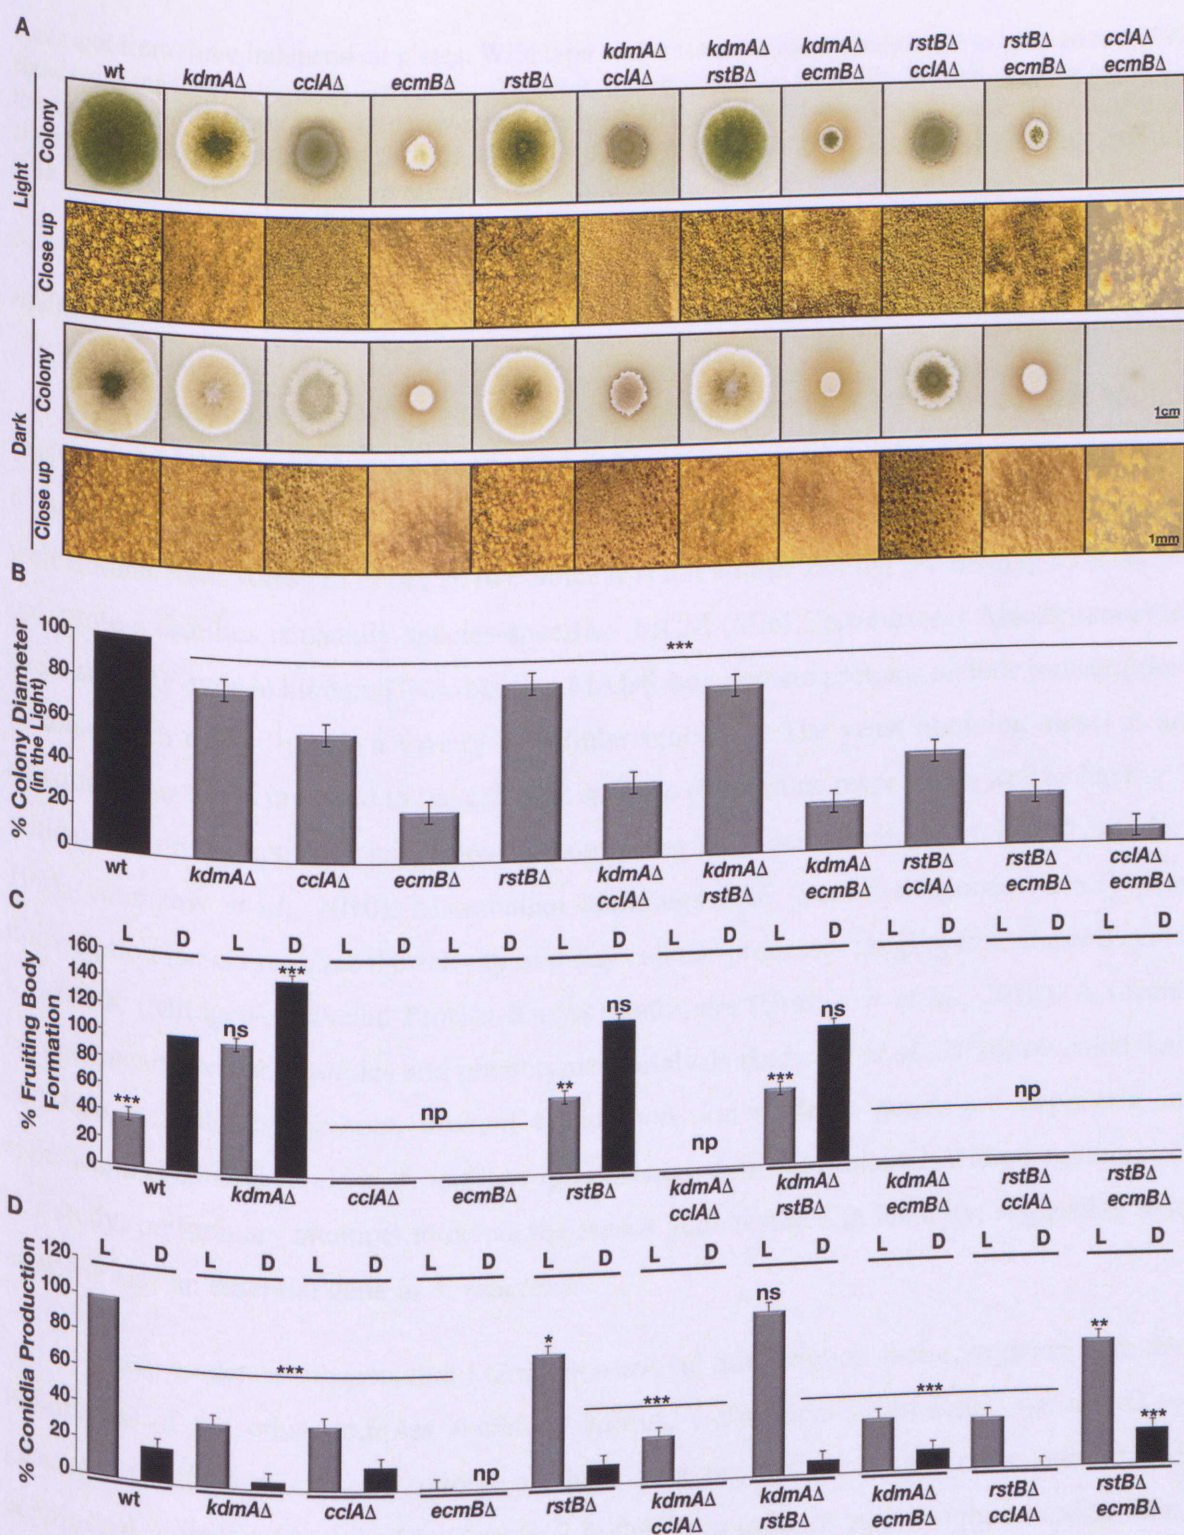 A
wt
kdmAΔ
cclAΔ
ecmBΔ
rstBΔ
kdmAΔ
cclAΔ
kdmAΔ
rstBΔ
kdmAΔ
ecmBΔ
rstBΔ
cclAΔ
rstBΔ
ecmBΔ
cclAΔ
ecmBΔ
Light
Colony
Close up
Dark
Colony
1cm
Close up
1mm
B
% Colony Diameter
(in the Light)
100
80
60
40
20
0
***
wt
kdmAΔ
cclAΔ
ecmBΔ
rstBΔ
kdmAΔ
cclAΔ
kdmAΔ
rstBΔ
kdmAΔ
ecmBΔ
rstBΔ
cclAΔ
rstBΔ
ecmBΔ
cclAΔ
ecmBΔ
C
L D L D L D L D L D L D L D L D L D L D
% Fruiting Body
Formation
160
140
120
100
80
60
40
20
0
***
ns
***
np
**
ns
np
***
ns
np
wt
kdmAΔ
cclAΔ
ecmBΔ
rstBΔ
kdmAΔ
cclAΔ
kdmAΔ
rstBΔ
kdmAΔ
ecmBΔ
rstBΔ
cclAΔ
rstBΔ
ecmBΔ
D
L D L D L D L D L D L D L D L D L D L D
% Conidia Production
120
100
80
60
40
20
0
***
np
*
***
ns
***
**
***
wt
kdmAΔ
cclAΔ
ecmBΔ
rstBΔ
kdmAΔ
cclAΔ
kdmAΔ
rstBΔ
kdmAΔ
ecmBΔ
rstBΔ
cclAΔ
rstBΔ
ecmBΔ